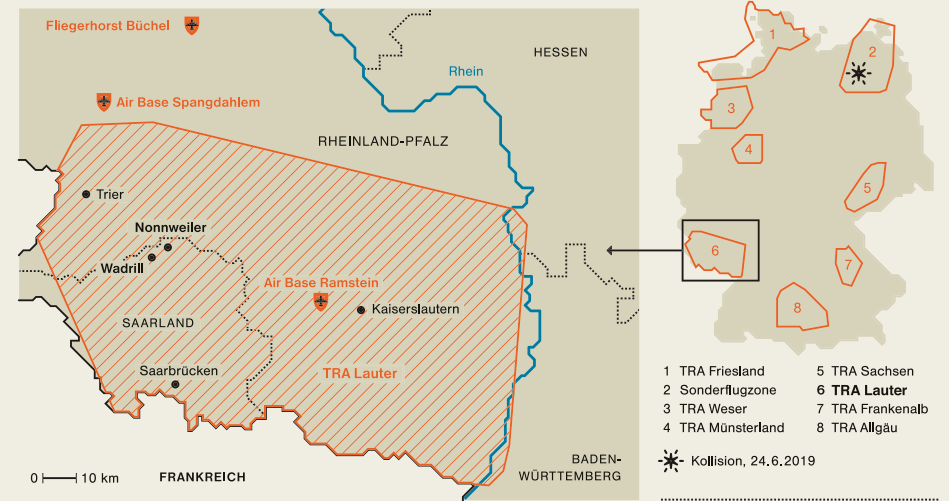 Fliegerhorst Büchel
HESSEN
Rhein
Air Base Spangdahlem
RHEINLAND-PFALZ
Trier
Nonnweiler
Wadrill
Air Base Ramstein
Kaiserslautern
SAARLAND
Saarbrücken
TRA Lauter
BADEN-
WÜRTTEMBERG
0 10 km
FRANKREICH
1
2
3
4
5
6
7
8
1 TRA Friesland
2 Sonderflugzone
3 TRA Weser
4 TRA Münsterland
5 TRA Sachsen
6 TRA Lauter
7 TRA Frankenalb
8 TRA Allgäu
Kollision, 24.6.2019